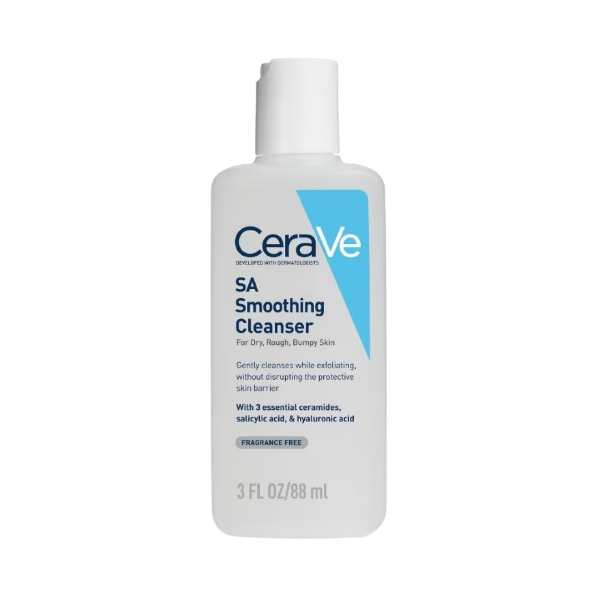 CeraVe
DEVELOPED WITH DERMATOLOGISTS
SA
Smoothing
Cleanser
For Dry, Rough, Bumpy Skin
Gently cleanses while exfoliating,
without disrupting the protective
skin barrier
With 3 essential ceramides,
salicylic acid, & hyaluronic acid
FRAGRANCE FREE
3 FL OZ/88 ml